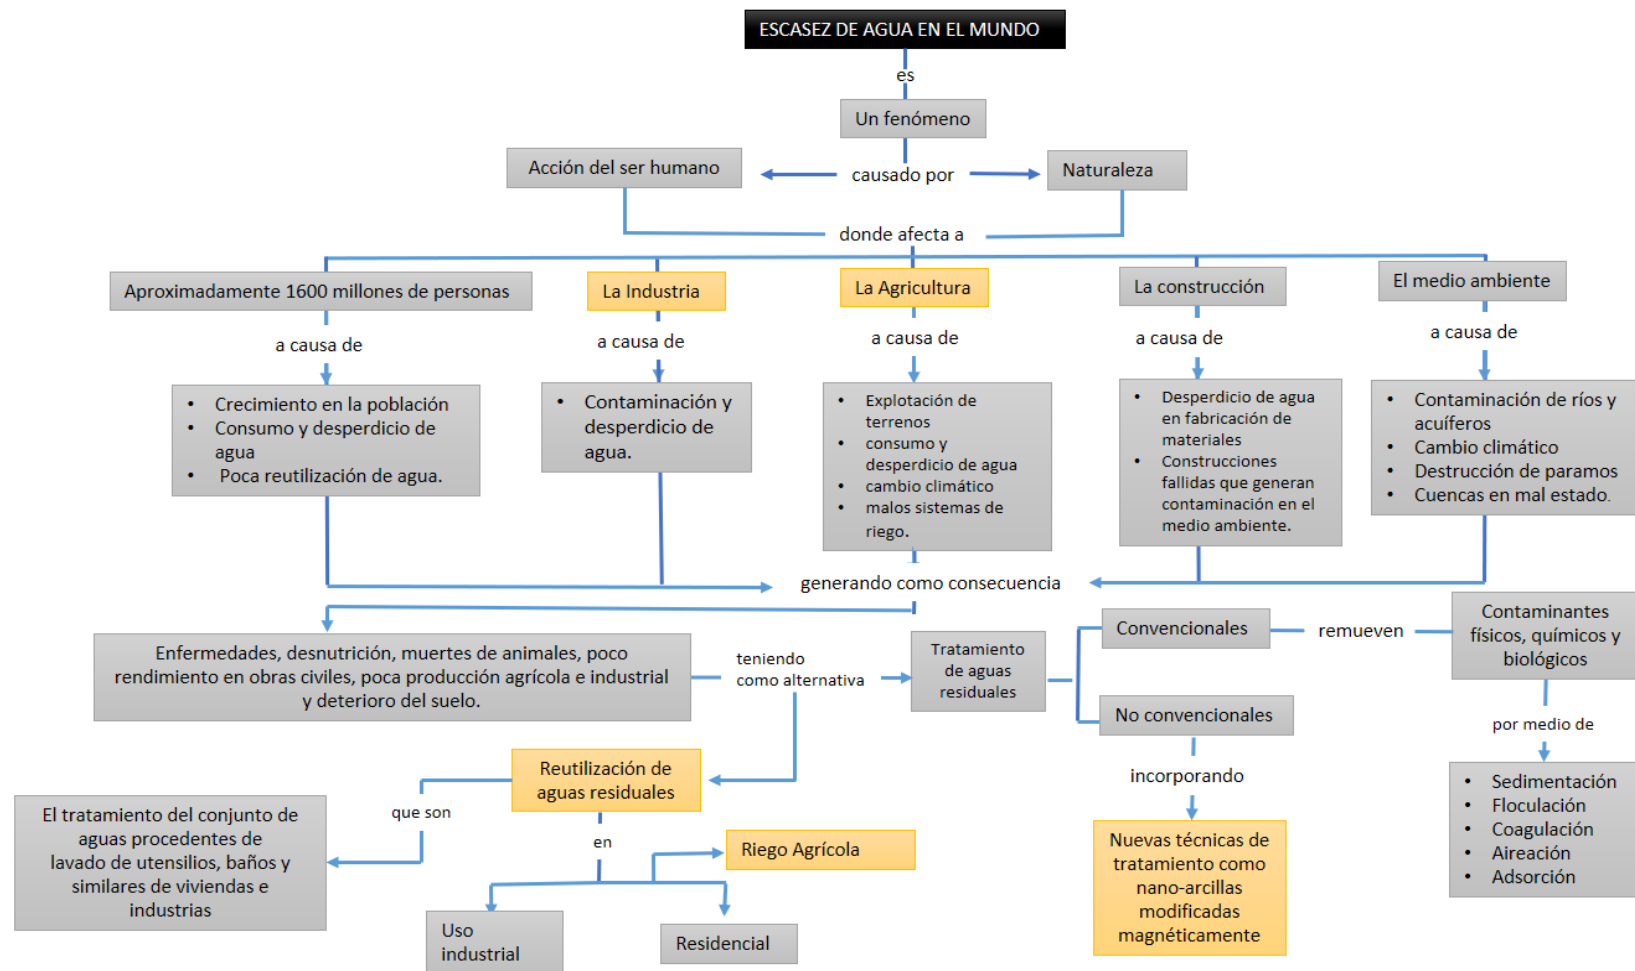 ESCASEZ DE AGUA EN EL MUNDO
es
Un fenómeno
Acción del ser humano
causado por
Naturaleza
donde afecta a
Aproximadamente 1600 millones de personas
La Industria
La Agricultura
La construcción
El medio ambiente
a causa de
a causa de
a causa de
a causa de
a causa de
• Crecimiento en la población
• Consumo y desperdicio de
agua
• Poca reutilización de agua.
• Contaminación y
desperdicio de
agua.
• Explotación de
terrenos
• consumo y
desperdicio de agua
• cambio climático
• malos sistemas de
riego.
• Desperdicio de agua
en fabricación de
materiales
• Construcciones
fallidas que generan
contaminación en el
medio ambiente.
• Contaminación de ríos y
acuíferos
• Cambio climático
• Destrucción de paramos
• Cuencas en mal estado.
generando como consecuencia
Enfermedades, desnutrición, muertes de animales, poco
rendimiento en obras civiles, poca producción agrícola e industrial
y deterioro del suelo.
teniendo
como alternativa
Tratamiento
de aguas
residuales
Convencionales
remueven
Contaminantes
físicos, químicos y
biológicos
No convencionales
por medio de
incorporando
• Sedimentación
• Floculación
• Coagulación
• Aireación
• Adsorción
Nuevas técnicas de
tratamiento como
nano-arcillas
modificadas
magnéticamente
Reutilización de
aguas residuales
que son
El tratamiento del conjunto de
aguas procedentes de
lavado de utensilios, baños y
similares de viviendas e
industrias
en
Riego Agrícola
Uso
industrial
Residencial